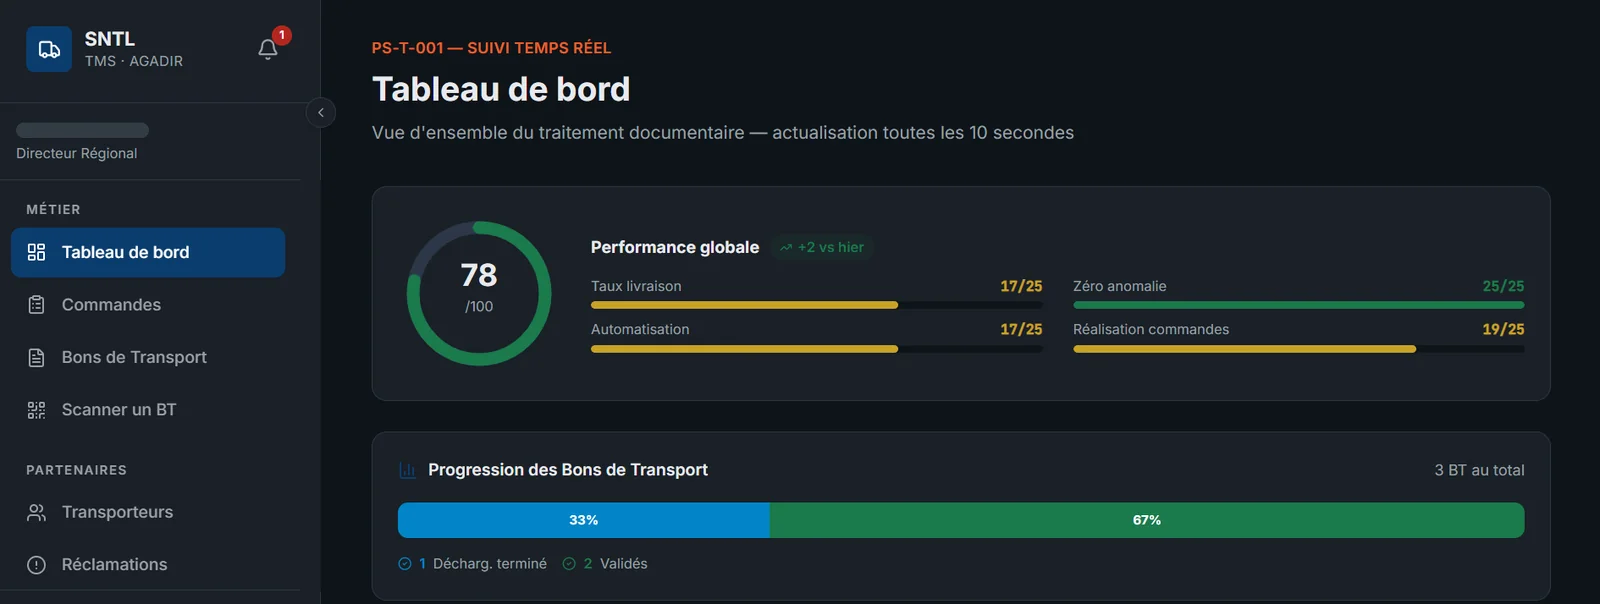 SNTL
TMS · AGADIR
1
Directeur Régional
MÉTIER
Tableau de bord
Commandes
Bons de Transport
Scanner un BT
PARTENAIRES
Transporteurs
Réclamations
PS-T-001 — SUIVI TEMPS RÉEL
Tableau de bord
Vue d'ensemble du traitement documentaire — actualisation toutes les 10 secondes
78
/100
Performance globale +2 vs hier
Taux livraison 17/25
Zéro anomalie 25/25
Automatisation 17/25
Réalisation commandes 19/25
Progression des Bons de Transport 3 BT au total
33% 67%
1 Décharg. terminé 2 Validés